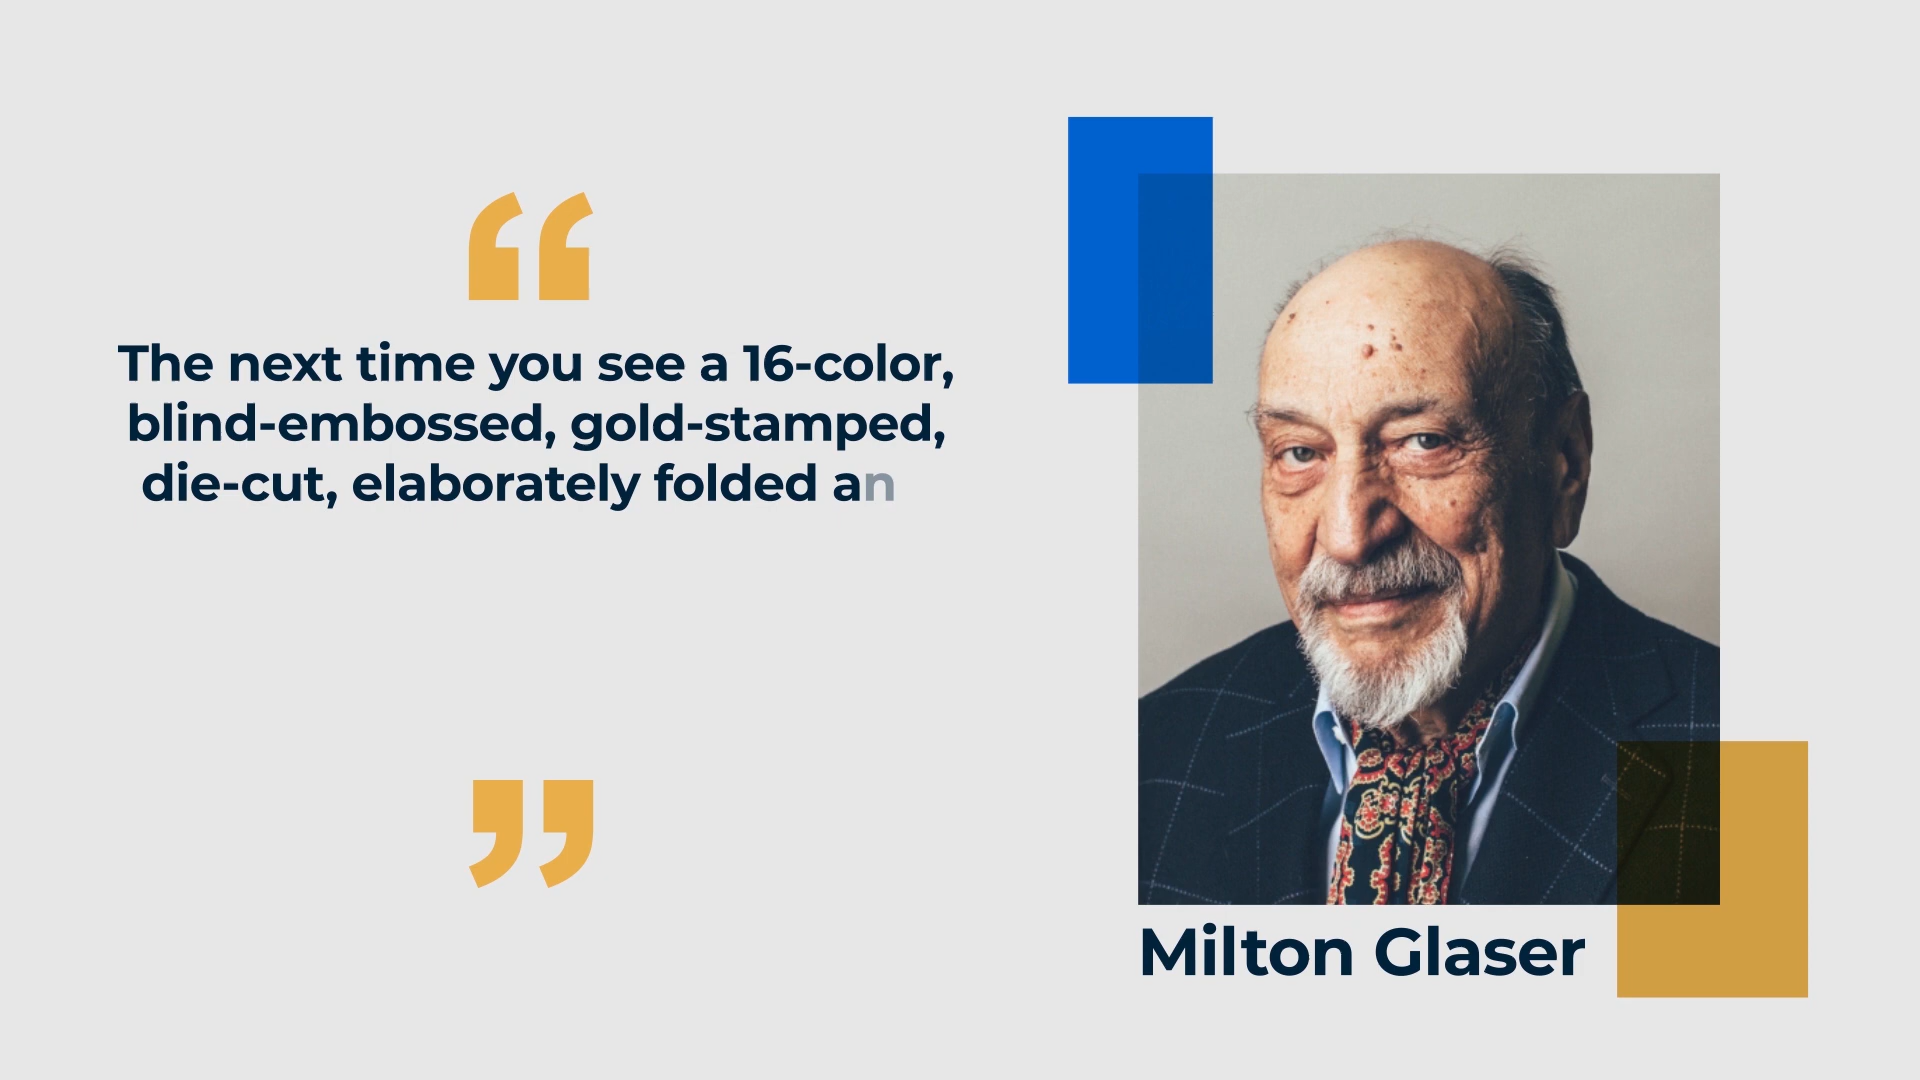 “
The next time you see a 16-color,
blind-embossed, gold-stamped,
die-cut, elaborately folded an
”
Milton Glaser